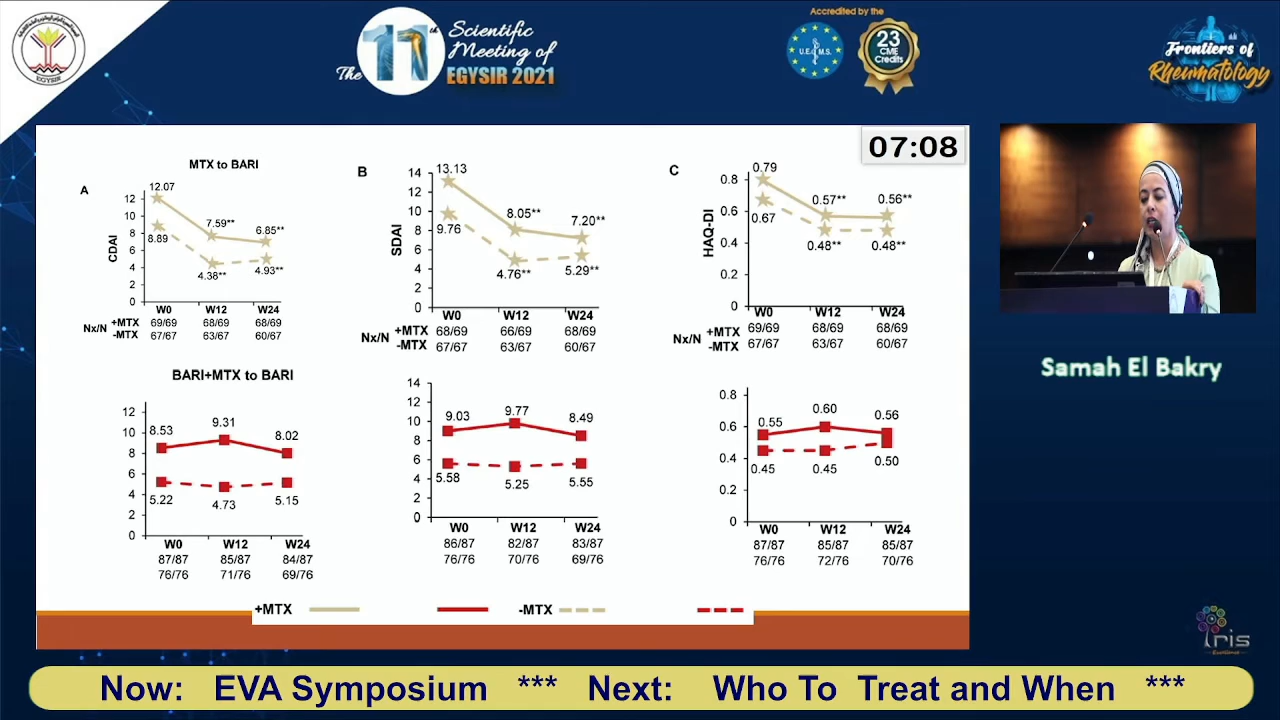 EGYSIR
The 11th
Scientific
Meeting of
EGYSIR 2021
Accredited by the
U.E.M.S.
23
CME
Credits
Frontiers of
Rheumatology
07:08
MTX to BARI
A
CDAI
12
10
8
6
4
2
0
12.07
7.59**
6.85**
8.89
4.38**
4.93**
W0 W12 W24
Nx/N
+MTX 69/69 68/69 68/69
-MTX 67/67 63/67 60/67
B
SDAI
14
12
10
8
6
4
2
0
13.13
8.05**
7.20**
9.76
4.76**
5.29**
W0 W12 W24
Nx/N
+MTX 68/69 66/69 68/69
-MTX 67/67 63/67 60/67
C
HAQ-DI
0.8
0.6
0.4
0.2
0
0.79
0.57**
0.56**
0.67
0.48**
0.48**
W0 W12 W24
Nx/N
+MTX 69/69 68/69 68/69
-MTX 67/67 63/67 60/67
BARI+MTX to BARI
12
10
8
6
4
2
0
8.53
9.31
8.02
5.22
4.73
5.15
W0 W12 W24
87/87 85/87 84/87
76/76 71/76 69/76
14
12
10
8
6
4
2
0
9.03
9.77
8.49
5.58
5.25
5.55
W0 W12 W24
86/87 82/87 83/87
76/76 70/76 69/76
0.8
0.6
0.4
0.2
0
0.55
0.60
0.56
0.45
0.45
0.50
W0 W12 W24
87/87 85/87 85/87
76/76 72/76 70/76
+MTX -MTX
Samah El Bakry
Iris
Now: EVA Symposium *** Next: Who To Treat and When ***